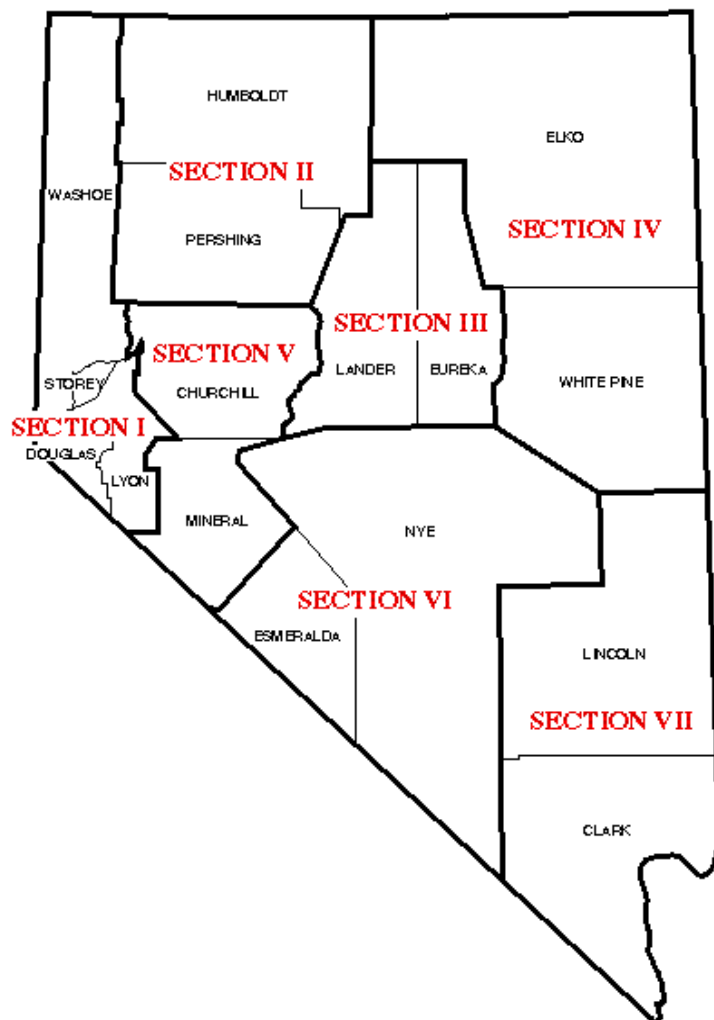 HUMBOLDT
ELKO
SECTION II
WASHOE
SECTION IV
PERSHING
SECTION III
SECTION V
LANDER
EUREKA
WHITE PINE
STOREY
CHURCHILL
SECTION I
DOUGLAS
LYON
MINERAL
NYE
SECTION VI
ESMERALDA
LINCOLN
SECTION VII
CLARK